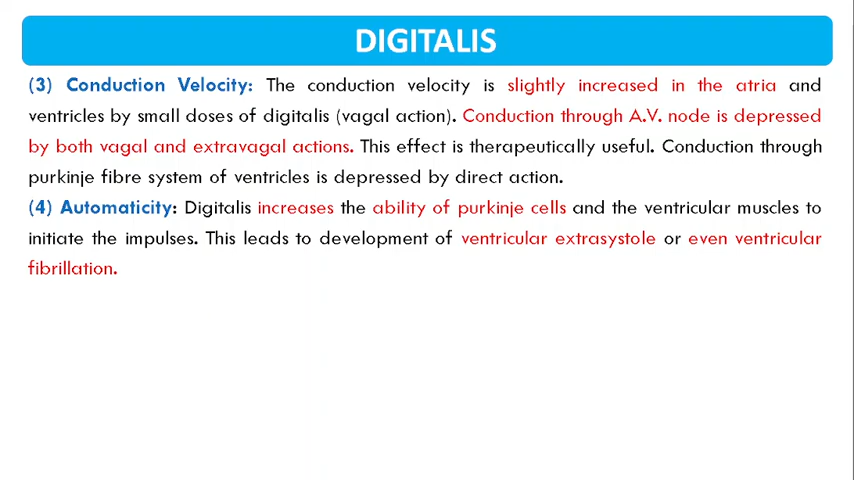 DIGITALIS
(3) Conduction Velocity: The conduction velocity is slightly increased in the atria and
ventricles by small doses of digitalis (vagal action). Conduction through A.V. node is depressed
by both vagal and extravagal actions. This effect is therapeutically useful. Conduction through
purkinje fibre system of ventricles is depressed by direct action.
(4) Automaticity: Digitalis increases the ability of purkinje cells and the ventricular muscles to
initiate the impulses. This leads to development of ventricular extrasystole or even ventricular
fibrillation.